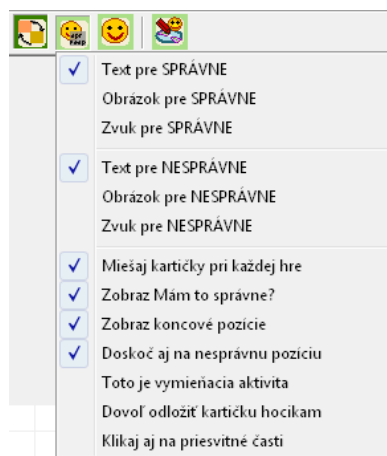 Text pre SPRÁVNE
Obrázok pre SPRÁVNE
Zvuk pre SPRÁVNE
Text pre NESPRÁVNE
Obrázok pre NESPRÁVNE
Zvuk pre NESPRÁVNE
Miešaj kartičky pri každej hre
Zobraz Mám to správne?
Zobraz koncové pozície
Doskoč aj na nesprávnu pozíciu
Toto je vymieňacia aktivita
Dovoľ odložiť kartičku hocikam
Klikaj aj na priesvitné časti